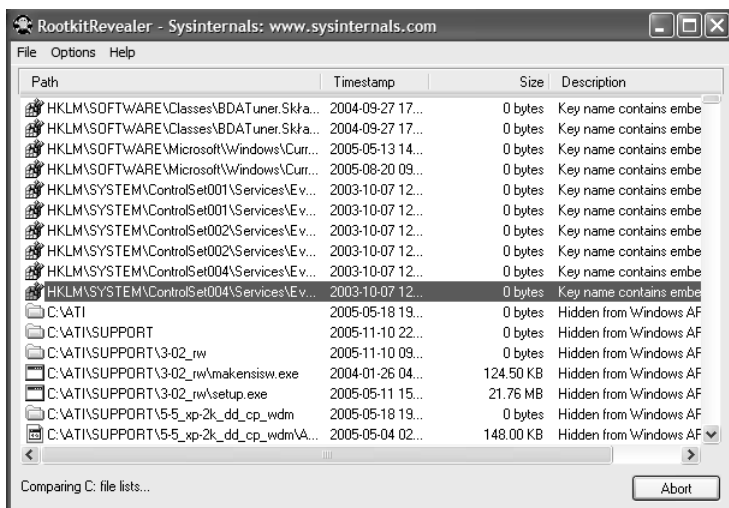 RootkitRevealer - Sysinternals: www.sysinternals.com
File Options Help
Path Timestamp Size Description
HKLM\SOFTWARE\Classes\BDATuner.Skła... 2004-09-27 17... 0 bytes Key name contains embe
HKLM\SOFTWARE\Classes\BDATuner.Skła... 2004-09-27 17... 0 bytes Key name contains embe
HKLM\SOFTWARE\Microsoft\Windows\Curr... 2005-05-13 14... 0 bytes Key name contains embe
HKLM\SOFTWARE\Microsoft\Windows\Curr... 2005-08-20 09... 0 bytes Key name contains embe
HKLM\SYSTEM\ControlSet001\Services\Ev... 2003-10-07 12... 0 bytes Key name contains embe
HKLM\SYSTEM\ControlSet001\Services\Ev... 2003-10-07 12... 0 bytes Key name contains embe
HKLM\SYSTEM\ControlSet002\Services\Ev... 2003-10-07 12... 0 bytes Key name contains embe
HKLM\SYSTEM\ControlSet002\Services\Ev... 2003-10-07 12... 0 bytes Key name contains embe
HKLM\SYSTEM\ControlSet004\Services\Ev... 2003-10-07 12... 0 bytes Key name contains embe
HKLM\SYSTEM\ControlSet004\Services\Ev... 2003-10-07 12... 0 bytes Key name contains embe
C:\ATI 2005-05-18 19... 0 bytes Hidden from Windows AP
C:\ATI\SUPPORT 2005-11-10 22... 0 bytes Hidden from Windows AP
C:\ATI\SUPPORT\3-02_rw 2005-11-10 09... 0 bytes Hidden from Windows AP
C:\ATI\SUPPORT\3-02_rw\makensisw.exe 2004-01-26 04... 124.50 KB Hidden from Windows AP
C:\ATI\SUPPORT\3-02_rw\setup.exe 2005-05-11 15... 21.76 MB Hidden from Windows AP
C:\ATI\SUPPORT\5-5_xp-2k_dd_cp_wdm 2005-05-18 19... 0 bytes Hidden from Windows AP
C:\ATI\SUPPORT\5-5_xp-2k_dd_cp_wdm\A... 2005-05-04 02... 148.00 KB Hidden from Windows AP
Comparing C: file lists...
Abort